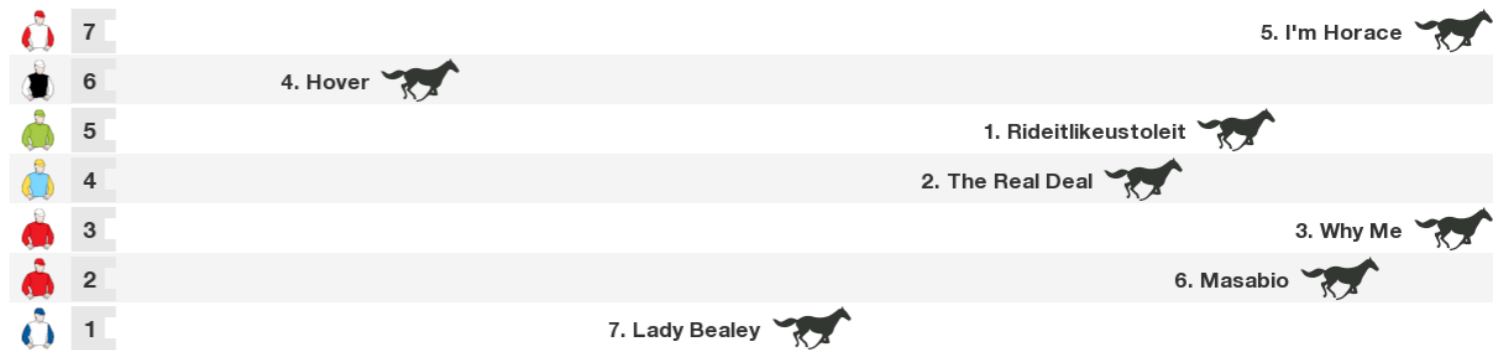 7 5. I'm Horace
6 4. Hover
5 1. Rideitlikeustoleit
4 2. The Real Deal
3 3. Why Me
2 6. Masabio
1 7. Lady Bealey